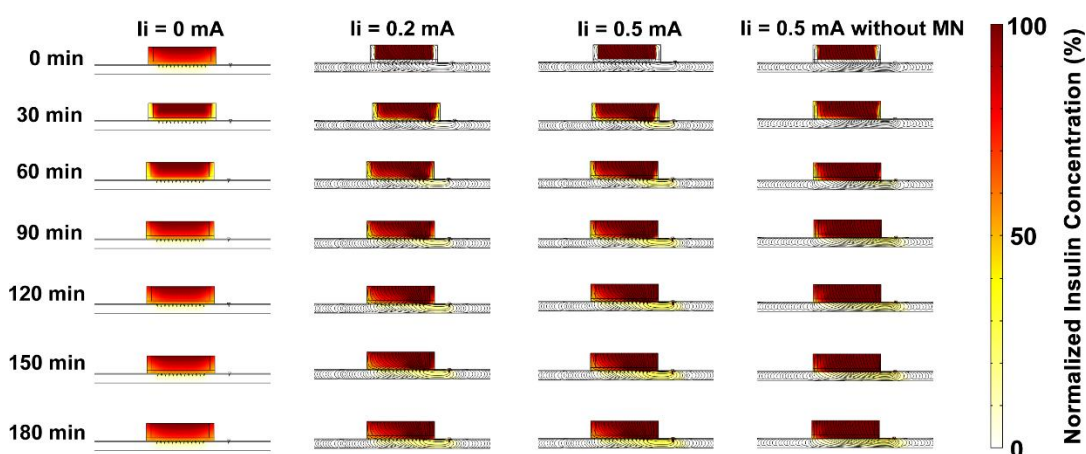 Ii = 0 mA Ii = 0.2 mA Ii = 0.5 mA Ii = 0.5 mA without MN
0 min
30 min
60 min
90 min
120 min
150 min
180 min
100
50
0
Normalized Insulin Concentration (%)